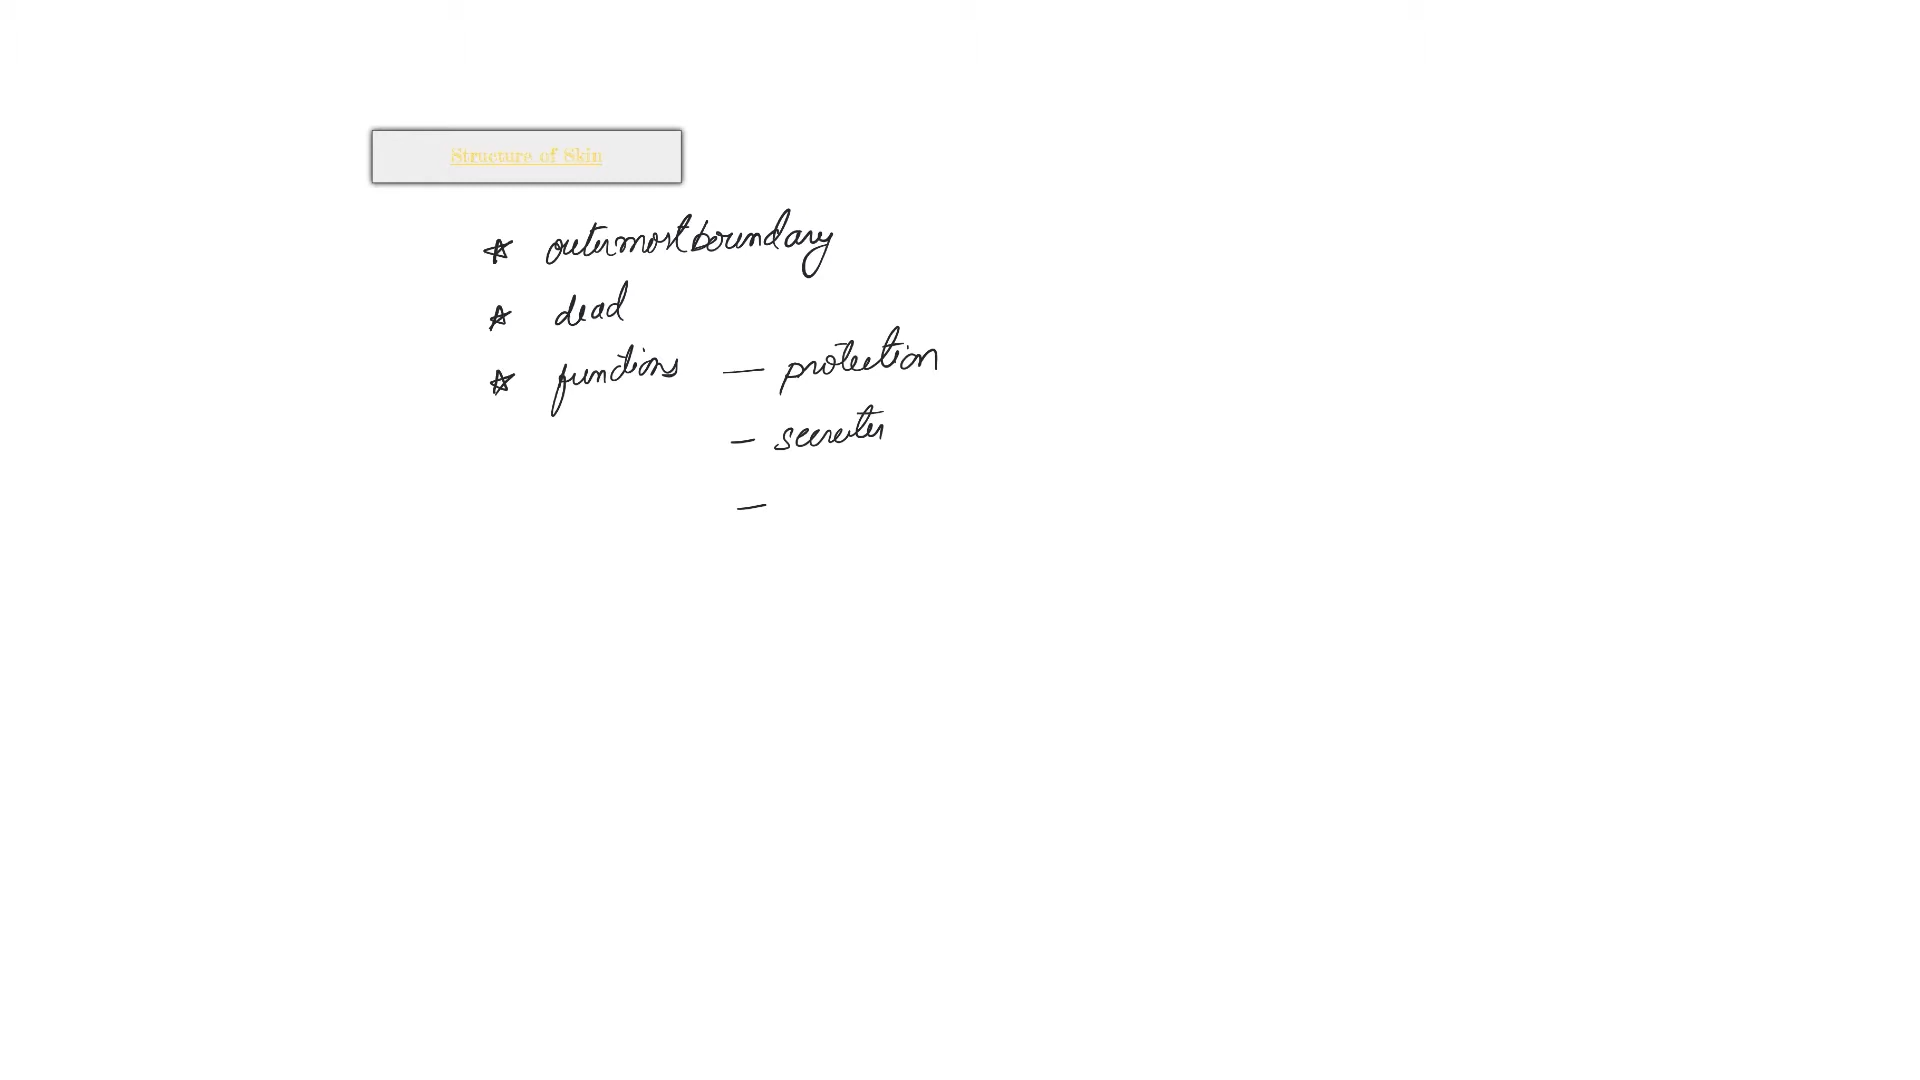 Structure of Skin
☆ outermost boundary
☆ dead
☆ functions — protection
— secretes
—